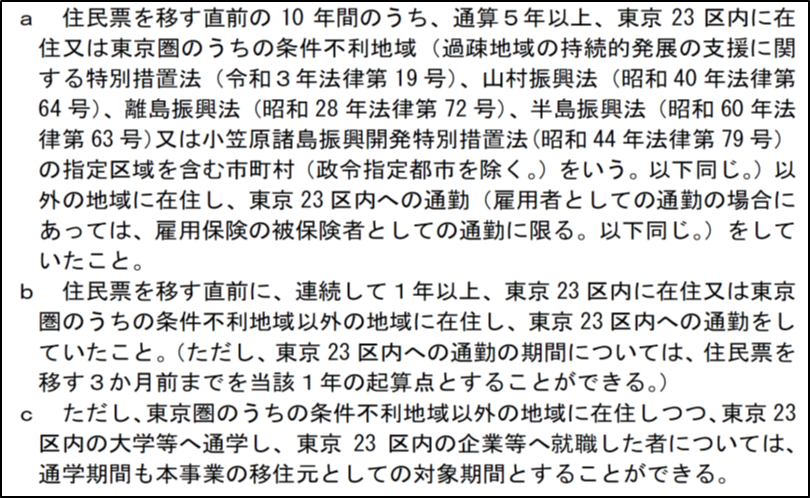 a 住民票を移す直前の 10 年間のうち、通算5年以上、東京 23 区内に在
住又は東京圏のうちの条件不利地域（過疎地域の持続的発展の支援に関
する特別措置法（令和3年法律第 19 号）、山村振興法（昭和 40 年法律第
64 号）、離島振興法（昭和 28 年法律第 72 号）、半島振興法（昭和 60 年法
律第 63 号）又は小笠原諸島振興開発特別措置法（昭和 44 年法律第 79 号）
の指定区域を含む市町村（政令指定都市を除く。）をいう。以下同じ。）以
外の地域に在住し、東京 23 区内への通勤（雇用者としての通勤の場合に
あっては、雇用保険の被保険者としての通勤に限る。以下同じ。）をして
いたこと。
b 住民票を移す直前に、連続して1年以上、東京 23 区内に在住又は東京
圏のうちの条件不利地域以外の地域に在住し、東京 23 区内への通勤をし
ていたこと。（ただし、東京 23 区内への通勤の期間については、住民票を
移す3か月前までを当該1年の起算点とすることができる。）
c ただし、東京圏のうちの条件不利地域以外の地域に在住しつつ、東京 23
区内の大学等へ通学し、東京 23 区内の企業等へ就職した者については、
通学期間も本事業の移住元としての対象期間とすることができる。